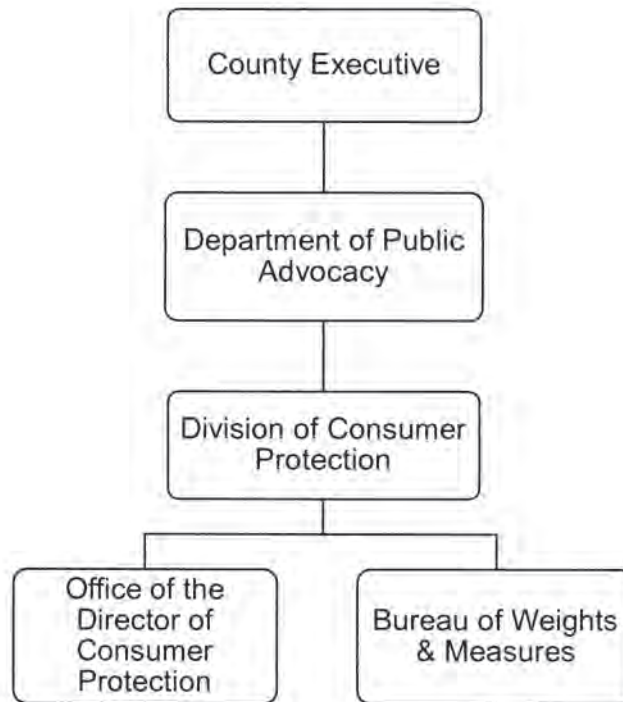 County Executive
Department of Public
Advocacy
Division of Consumer
Protection
Office of the
Director of
Consumer
Protection
Bureau of Weights
& Measures